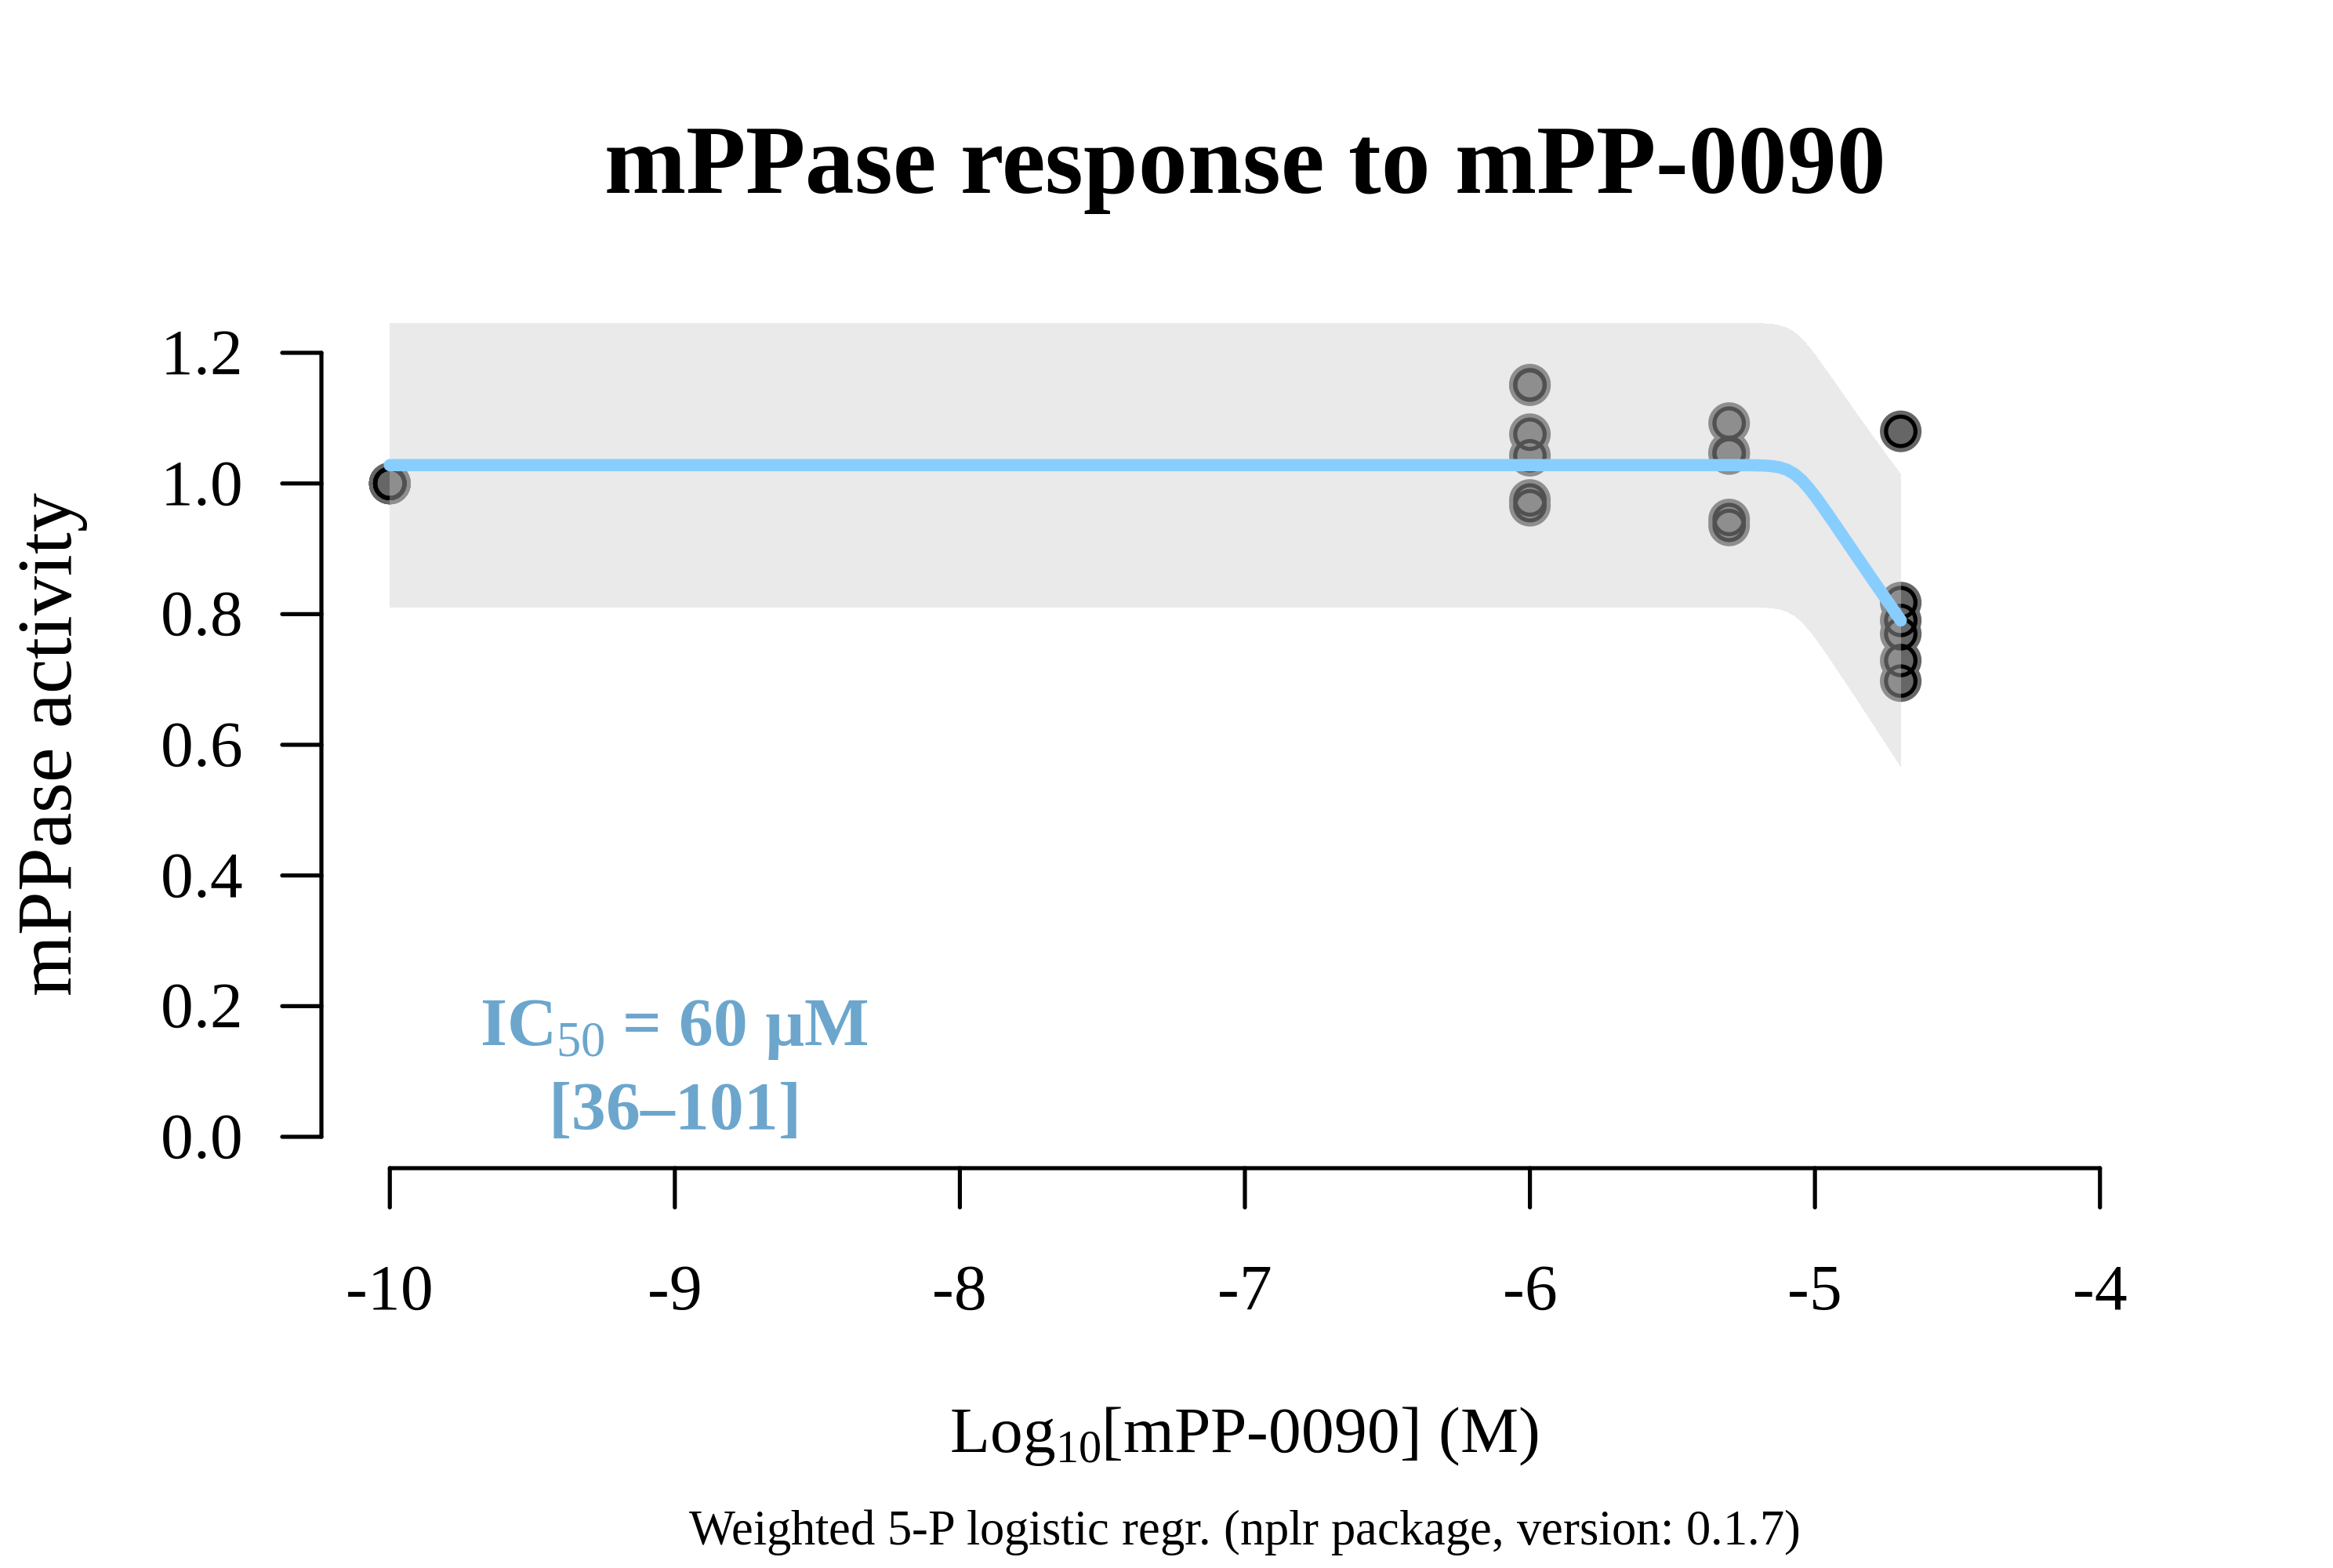 mPPase response to mPP-0090
mPPase activity
1.2
1.0
0.8
0.6
0.4
0.2
0.0
IC50 = 60 µM
[36–101]
-10 -9 -8 -7 -6 -5 -4
Log10[mPP-0090] (M)
Weighted 5-P logistic regr. (nplr package, version: 0.1.7)